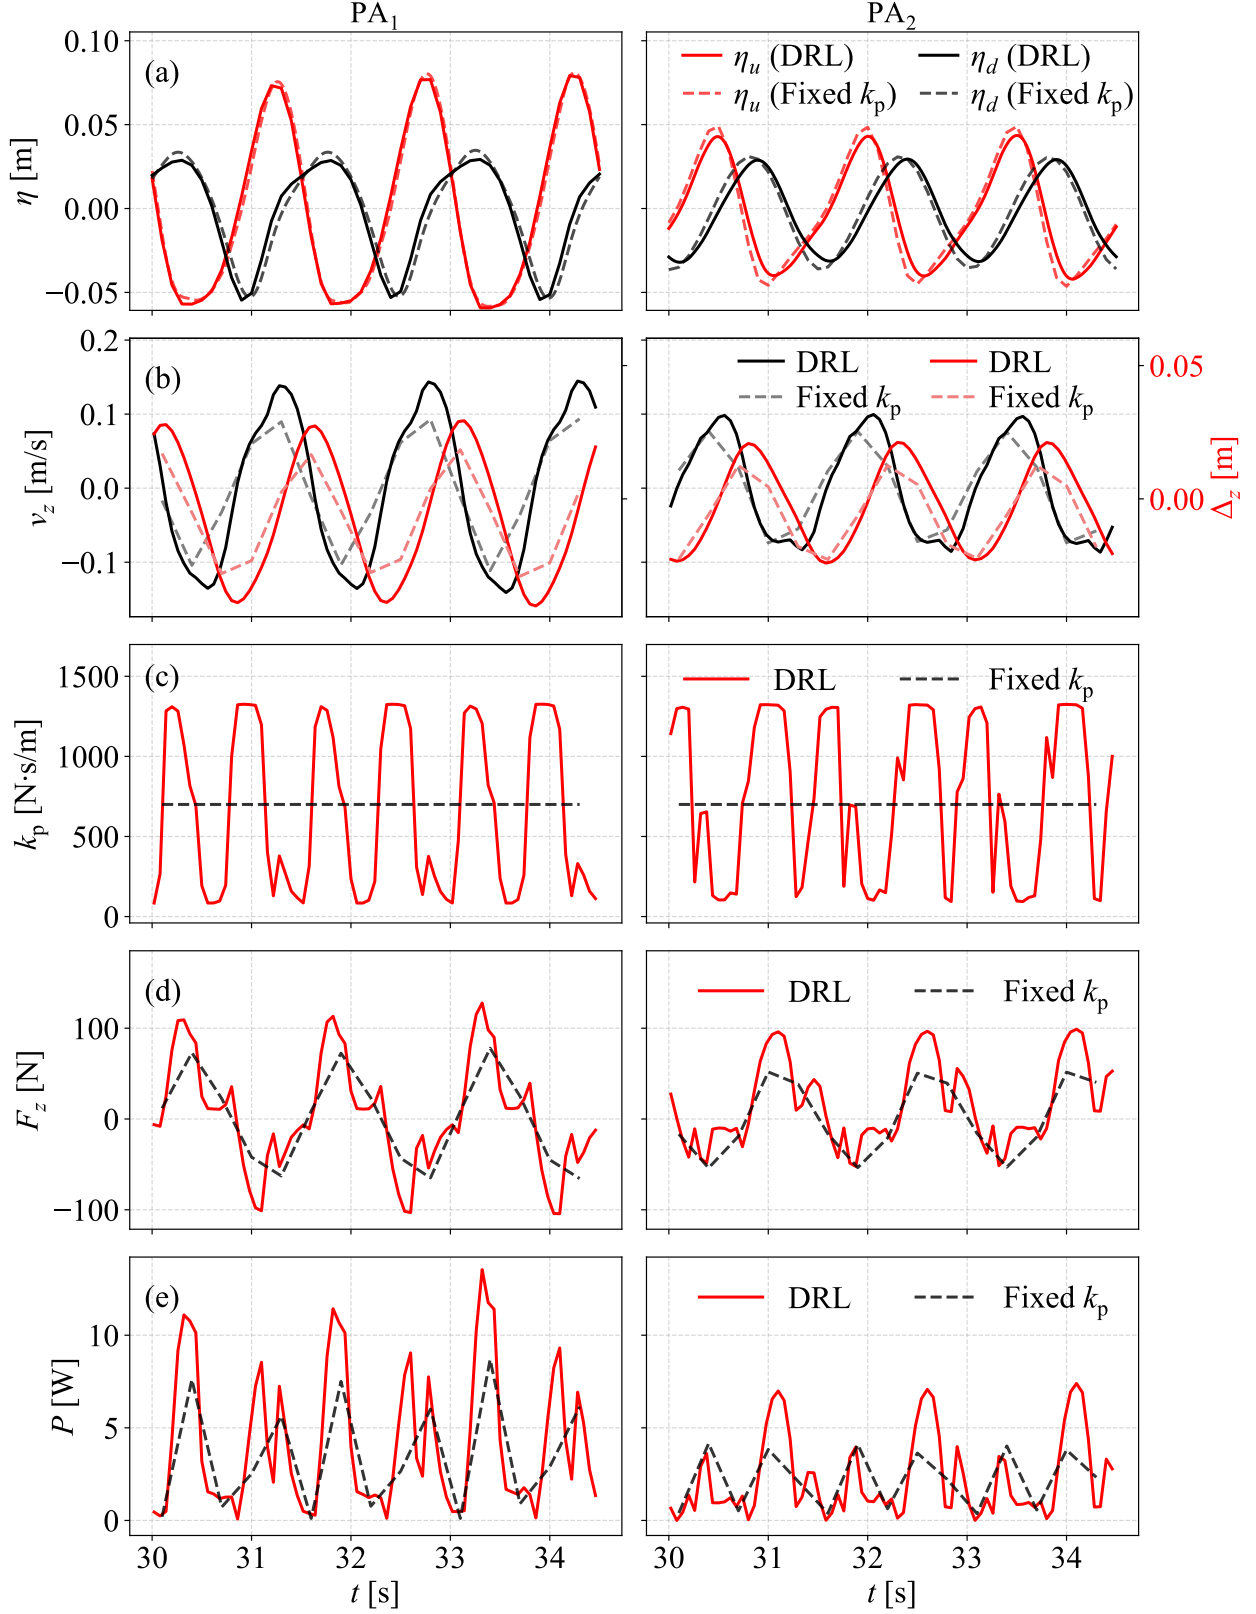 PA1 PA2
0.10
(a)
ηu (DRL) ηd (DRL)
ηu (Fixed kp) ηd (Fixed kp)
0.05
η [m]
0.00
−0.05
0.2
(b)
DRL DRL
Fixed kp Fixed kp
0.05
0.1
vz [m/s]
0.0
0.00
Δz [m]
−0.1
(c)
DRL Fixed kp
1500
1000
kp [N·s/m]
500
0
(d)
DRL Fixed kp
100
Fz [N]
0
−100
(e)
DRL Fixed kp
10
P [W]
5
0
30 31 32 33 34 30 31 32 33 34
t [s] t [s]